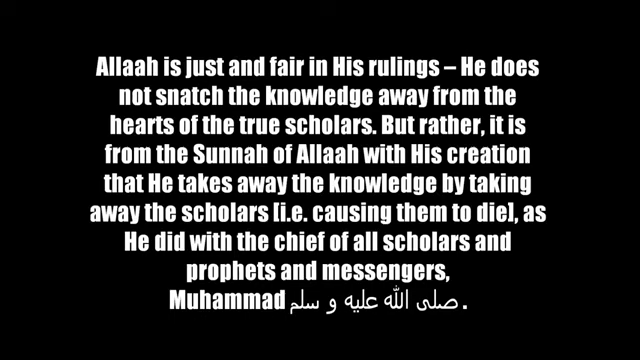 Allaah is just and fair in His rulings – He does
not snatch the knowledge away from the
hearts of the true scholars. But rather, it is
from the Sunnah of Allaah with His creation
that He takes away the knowledge by taking
away the scholars [i.e. causing them to die], as
He did with the chief of all scholars and
prophets and messengers,
Muhammad صلى الله عليه و سلم .